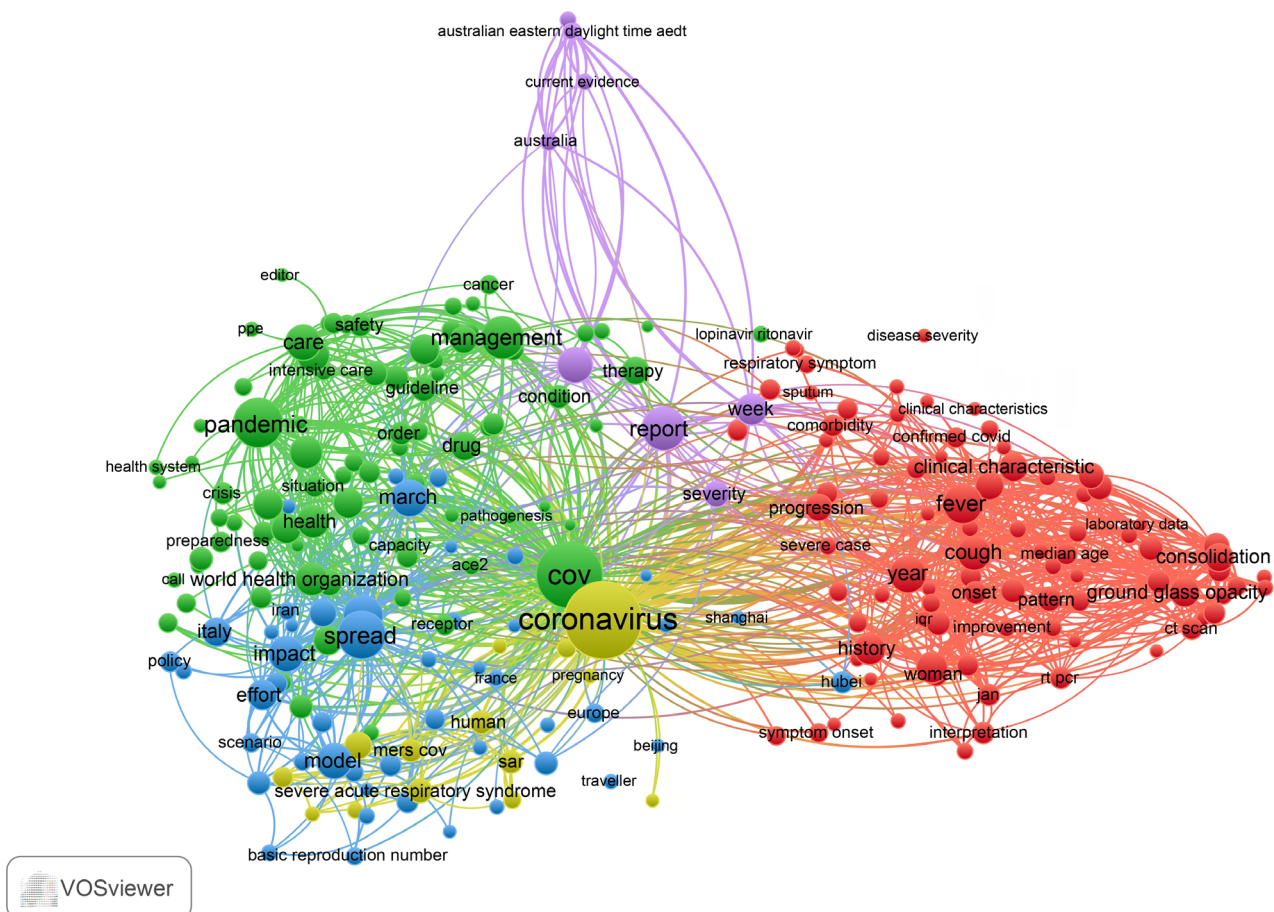 australian eastern daylight time aedt
current evidence
australia
editor
cancer
ppe
safety
care
management
lopinavir ritonavir
disease severity
intensive care
therapy
respiratory symptom
guideline
condition
sputum
week
clinical characteristics
pandemic
order
drug
report
comorbidity
confirmed covid
health system
situation
clinical characteristic
crisis
march
severity
fever
health
pathogenesis
progression
laboratory data
preparedness
capacity
severe case
cough
median age
consolidation
call
world health organization
ace2
cov
year
onset
pattern
ground glass opacity
iran
italy
spread
receptor
coronavirus
shanghai
iqr
improvement
ct scan
policy
impact
history
france
pregnancy
hubei
woman
rt pcr
effort
jan
europe
human
scenario
symptom onset
interpretation
beijing
mers cov
model
sar
traveller
severe acute respiratory syndrome
basic reproduction number
VOSviewer